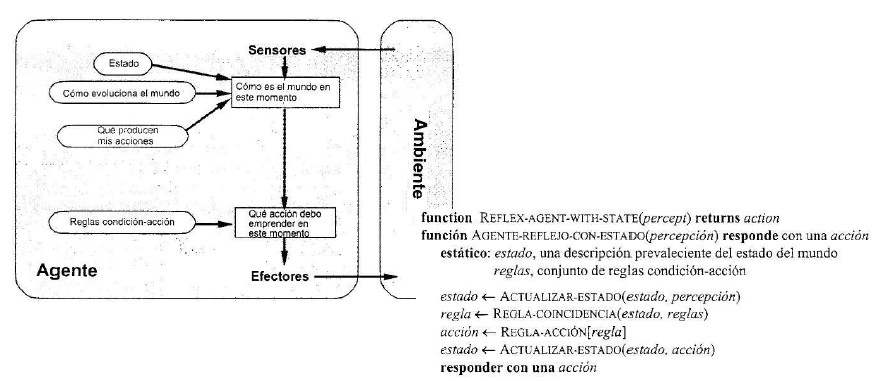 Sensores
Estado
Cómo evoluciona el mundo
Qué producen
mis acciones
Cómo es el mundo en
este momento
Reglas condición-acción
Qué acción debo
emprender en
este momento
Agente
Efectores
Ambiente
function REFLEX-AGENT-WITH-STATE(percept) returns action
función AGENTE-REFLEJO-CON-ESTADO(percepción) responde con una acción
estático: estado, una descripción prevaleciente del estado del mundo
reglas, conjunto de reglas condición-acción
estado ← ACTUALIZAR-ESTADO(estado, percepción)
regla ← REGLA-COINCIDENCIA(estado, reglas)
acción ← REGLA-ACCIÓN[regla]
estado ← ACTUALIZAR-ESTADO(estado, acción)
responder con una acción